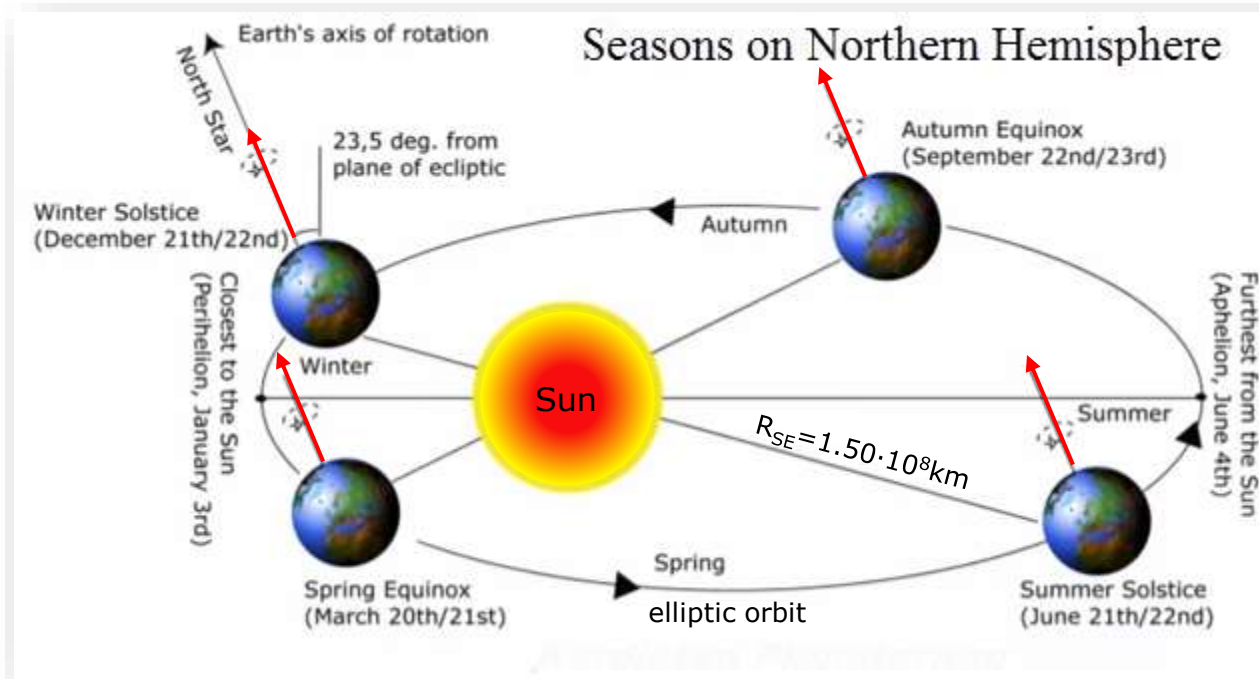 Seasons on Northern Hemisphere
Earth's axis of rotation
North Star
23,5 deg. from
plane of ecliptic
Autumn Equinox
(September 22nd/23rd)
Winter Solstice
(December 21th/22nd)
Autumn
Closest to the Sun
(Perihelion, January 3rd)
Winter
Sun
Summer
Furthest from the Sun
(Aphelion, June 4th)
R_SE=1.50·10⁸km
Spring
elliptic orbit
Spring Equinox
(March 20th/21st)
Summer Solstice
(June 21th/22nd)